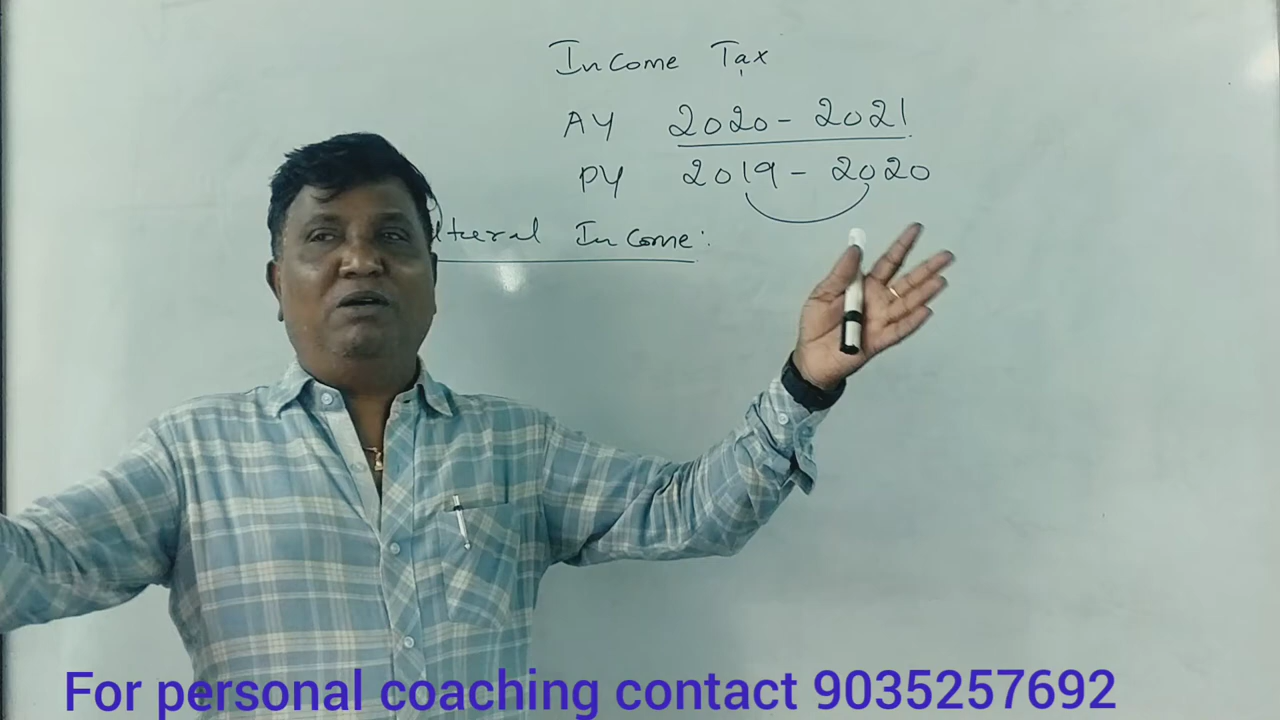 Income Tax
AY 2020 - 2021
PY 2019 - 2020
Income:
For personal coaching contact 9035257692